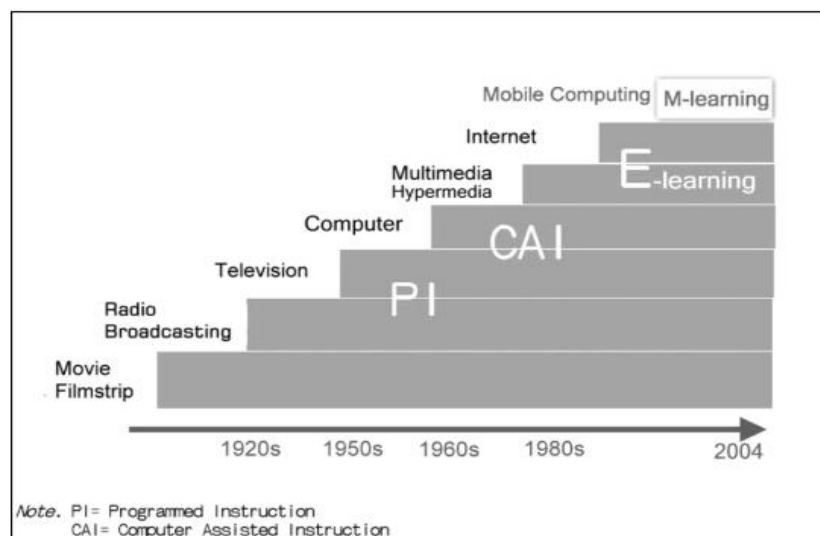 Mobile Computing M-learning
Internet
E-learning
Multimedia
Hypermedia
Computer
CAI
Television
PI
Radio
Broadcasting
Movie
Filmstrip
1920s 1950s 1960s 1980s 2004
Note. PI= Programmed Instruction
CAI= Computer Assisted Instruction